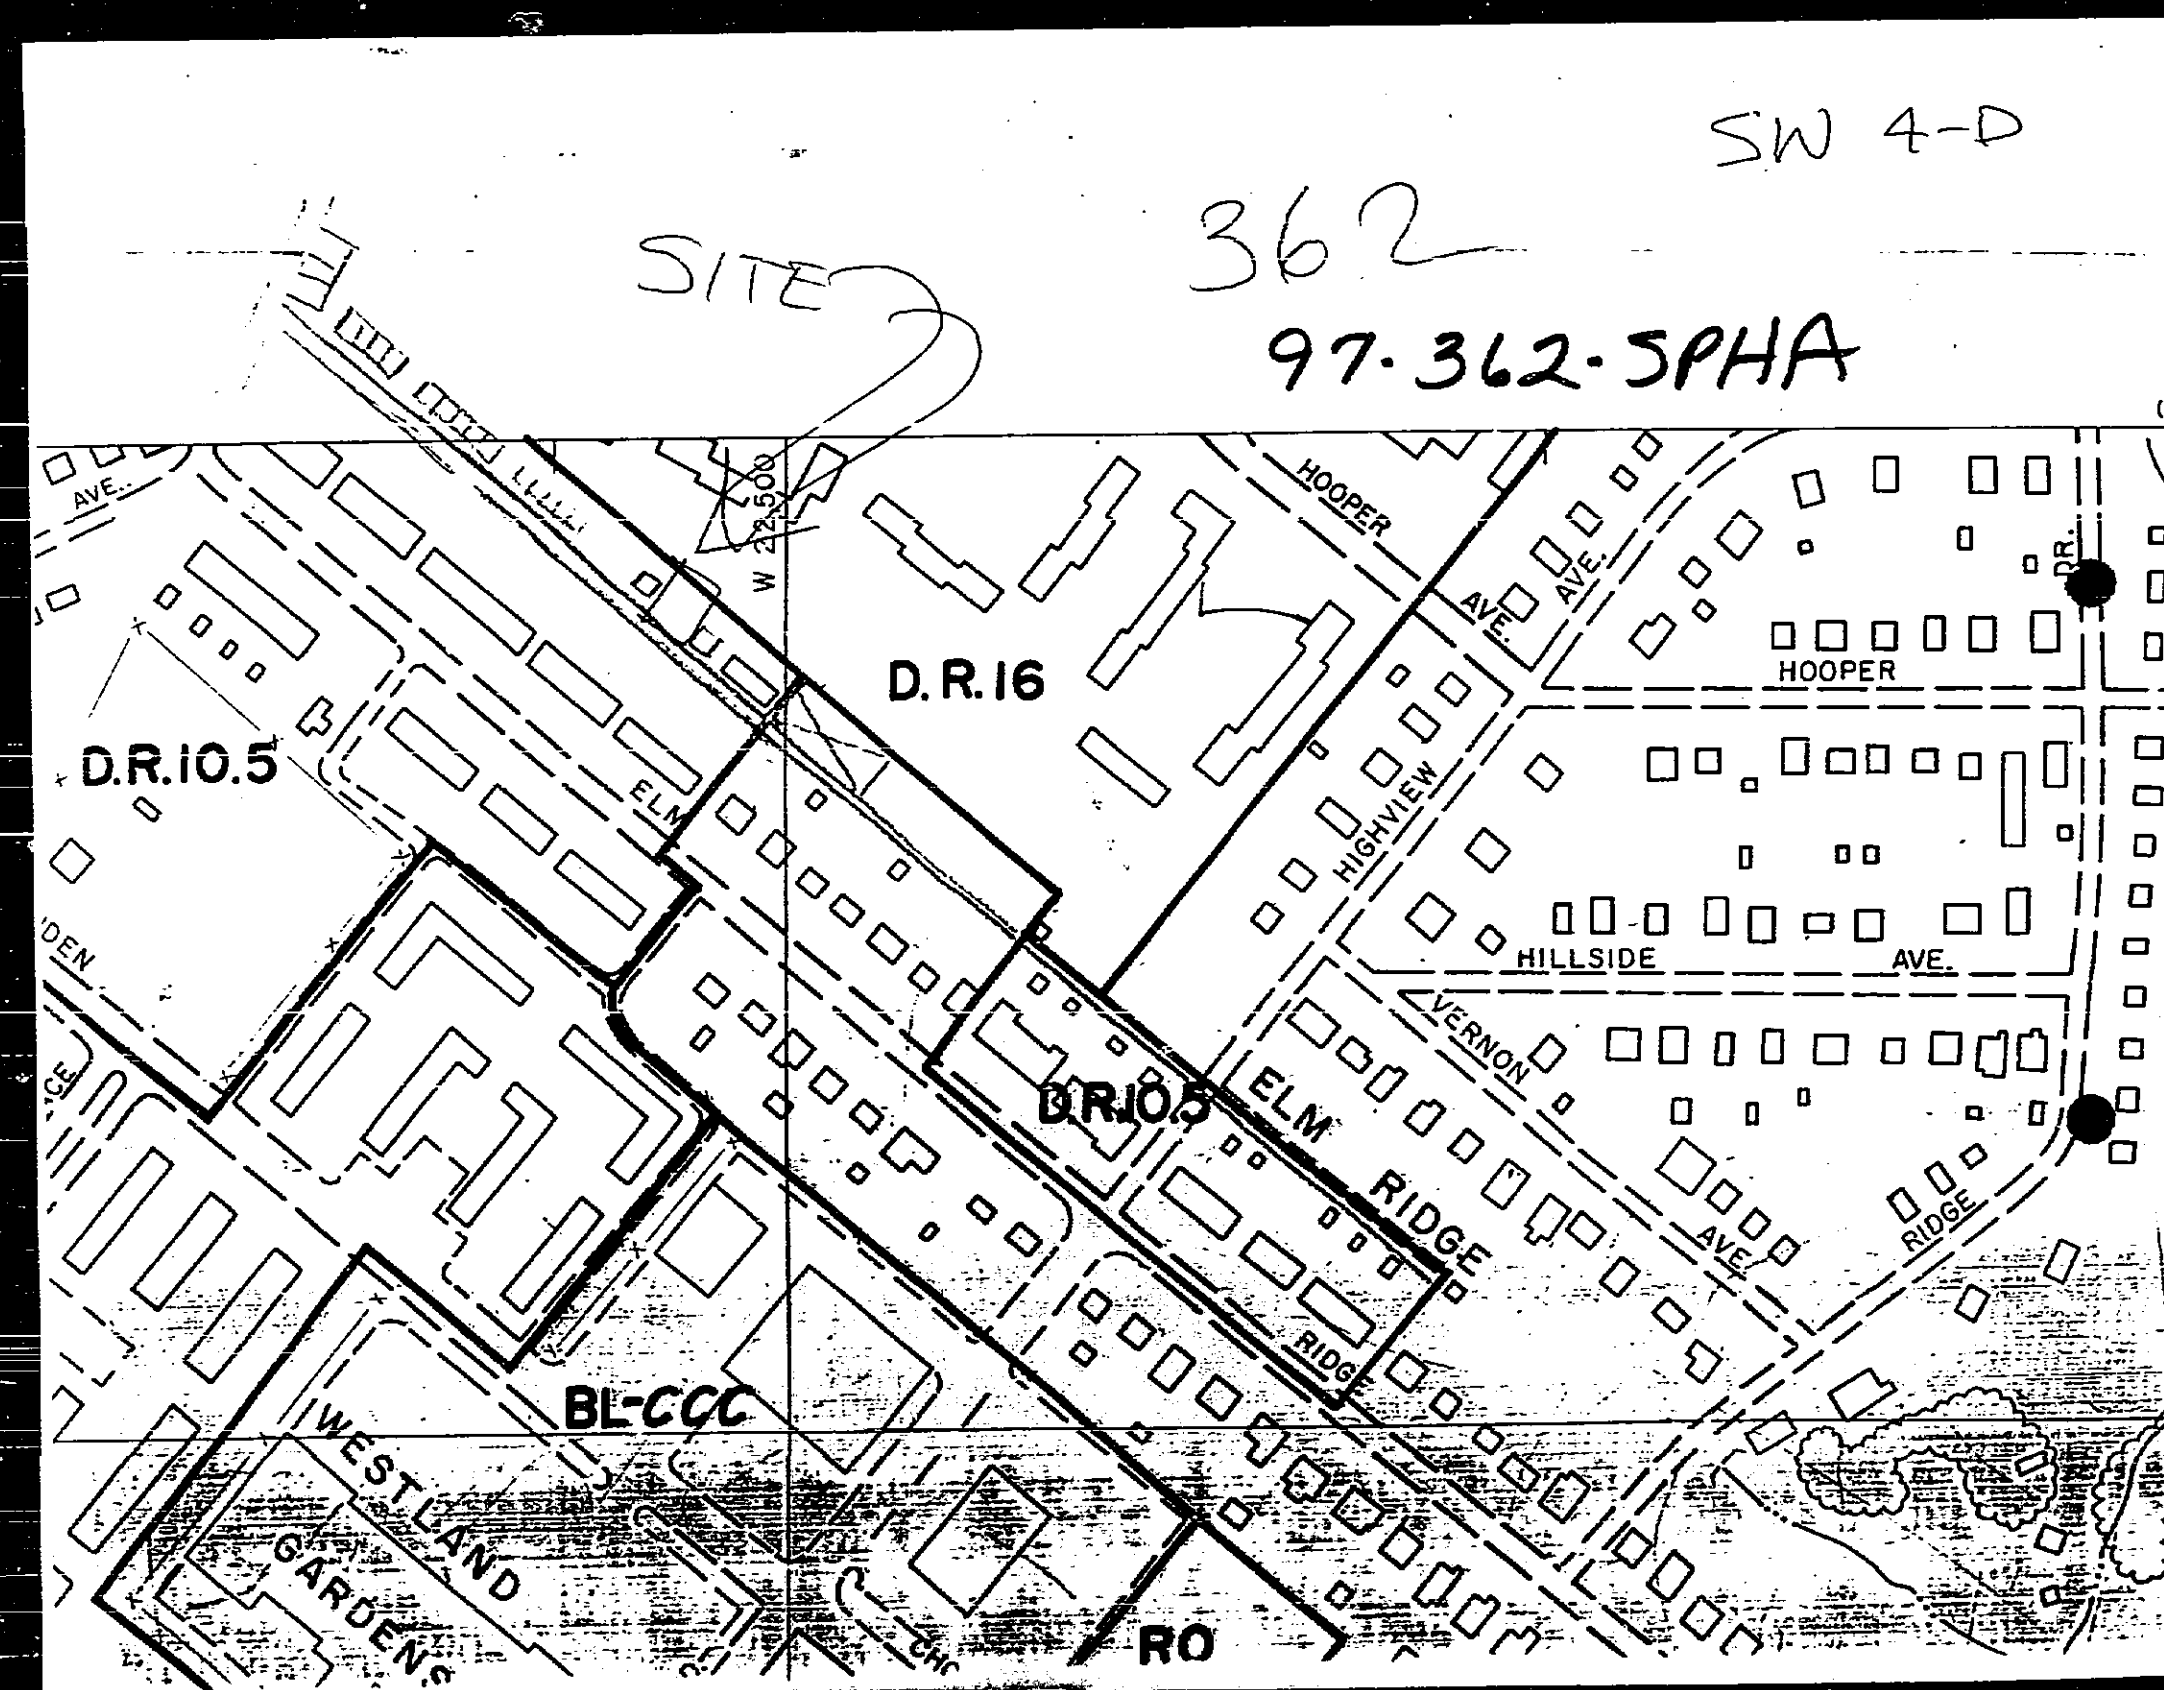 SW 4-D
362
SITE
97-362-SPHA
AVE.
W 22,500
HOOPER
AVE.
AVE.
DR.
D.R.16
HOOPER
D.R.10.5
ELM
HIGHVIEW
HILLSIDE AVE.
VERNON
D.R.10.5
ELM
RIDGE
AVE.
RIDGE
RIDGE
BL-CCC
WESTLAND
GARDENS
RO